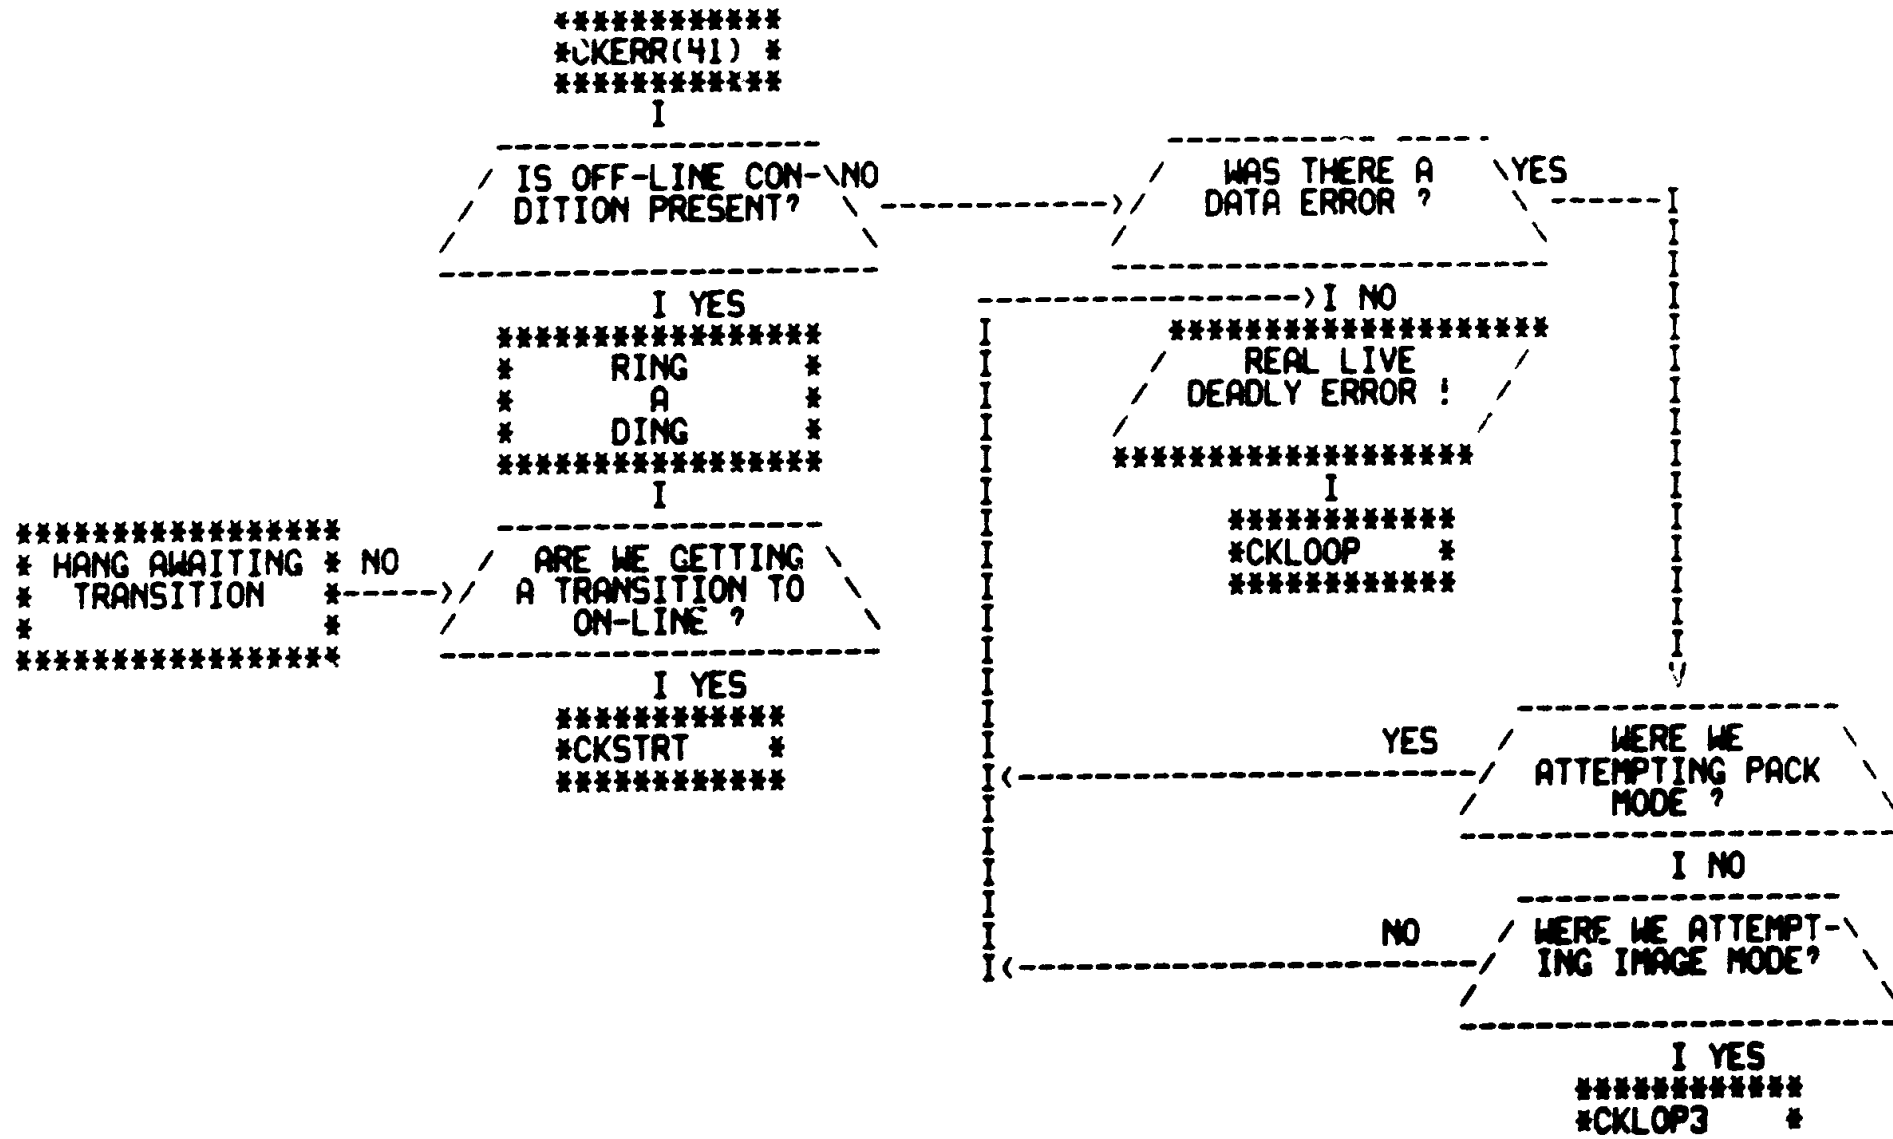 CKERR(41)
IS OFF-LINE CON-
DITION PRESENT?
NO
WAS THERE A
DATA ERROR ?
YES
YES
NO
RING
A
DING
REAL LIVE
DEADLY ERROR !
CKLOOP
HANG AWAITING
TRANSITION
NO
ARE WE GETTING
A TRANSITION TO
ON-LINE ?
YES
CKSTRT
YES
WERE WE
ATTEMPTING PACK
MODE ?
NO
NO
WERE WE ATTEMPT-
ING IMAGE MODE?
YES
CKLOP3